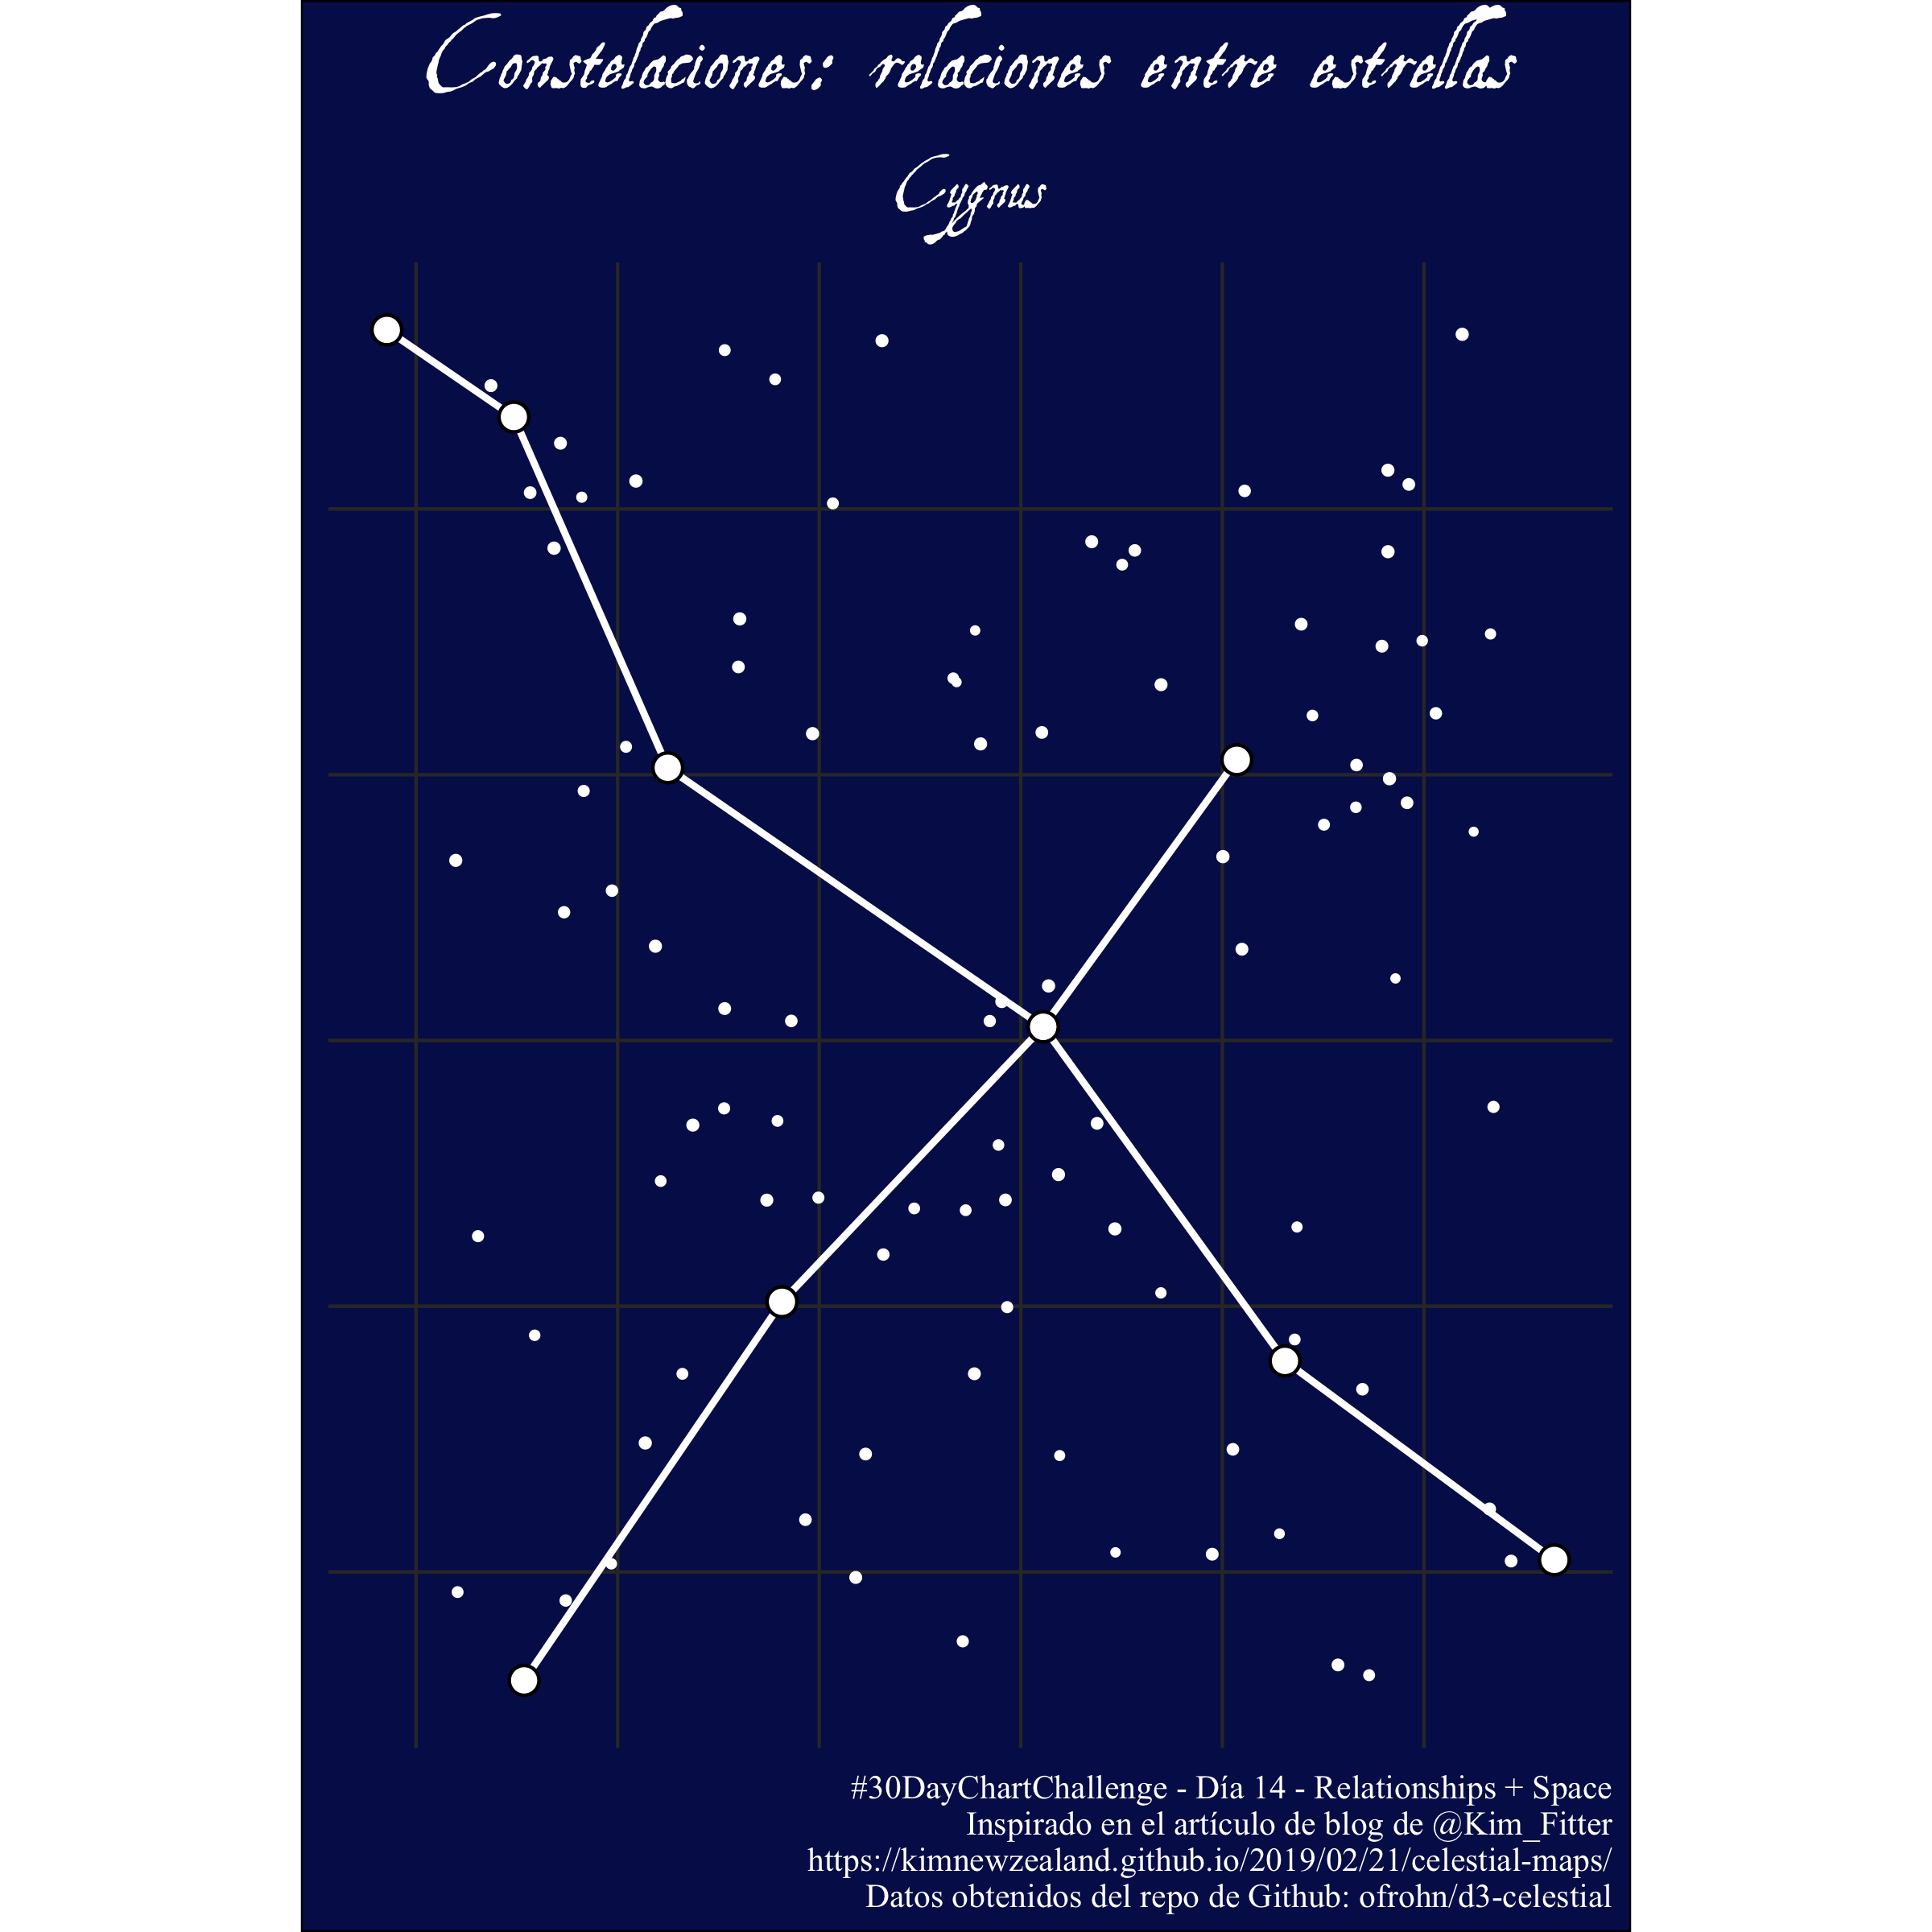 Constelaciones: relaciones entre estrellas
Cygnus
#30DayChartChallenge - Día 14 - Relationships + Space
Inspirado en el artículo de blog de @Kim_Fitter
https://kimnewzealand.github.io/2019/02/21/celestial-maps/
Datos obtenidos del repo de Github: ofrohn/d3-celestial